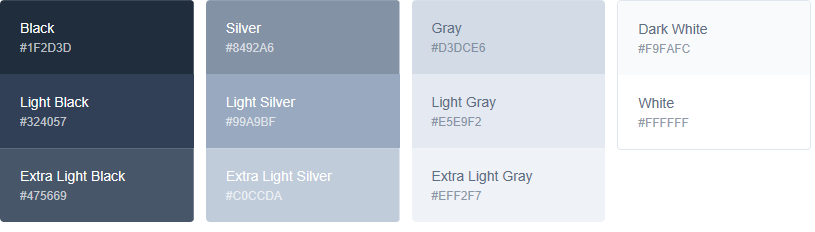 Black
#1F2D3D
Light Black
#324057
Extra Light Black
#475669
Silver
#8492A6
Light Silver
#99A9BF
Extra Light Silver
#C0CCDA
Gray
#D3DCE6
Light Gray
#E5E9F2
Extra Light Gray
#EFF2F7
Dark White
#F9FAFC
White
#FFFFFF